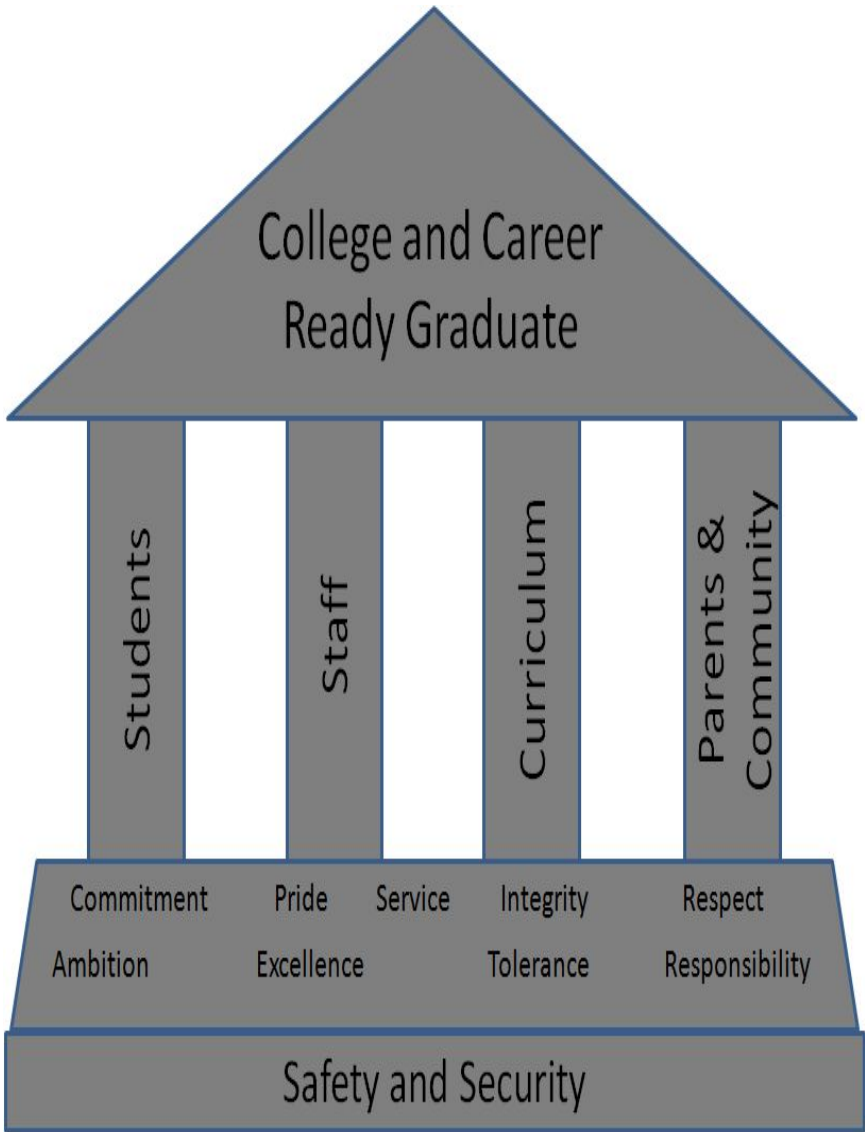 College and Career
Ready Graduate
Students
Staff
Curriculum
Parents &
Community
Commitment Pride Service Integrity Respect
Ambition Excellence Tolerance Responsibility
Safety and Security